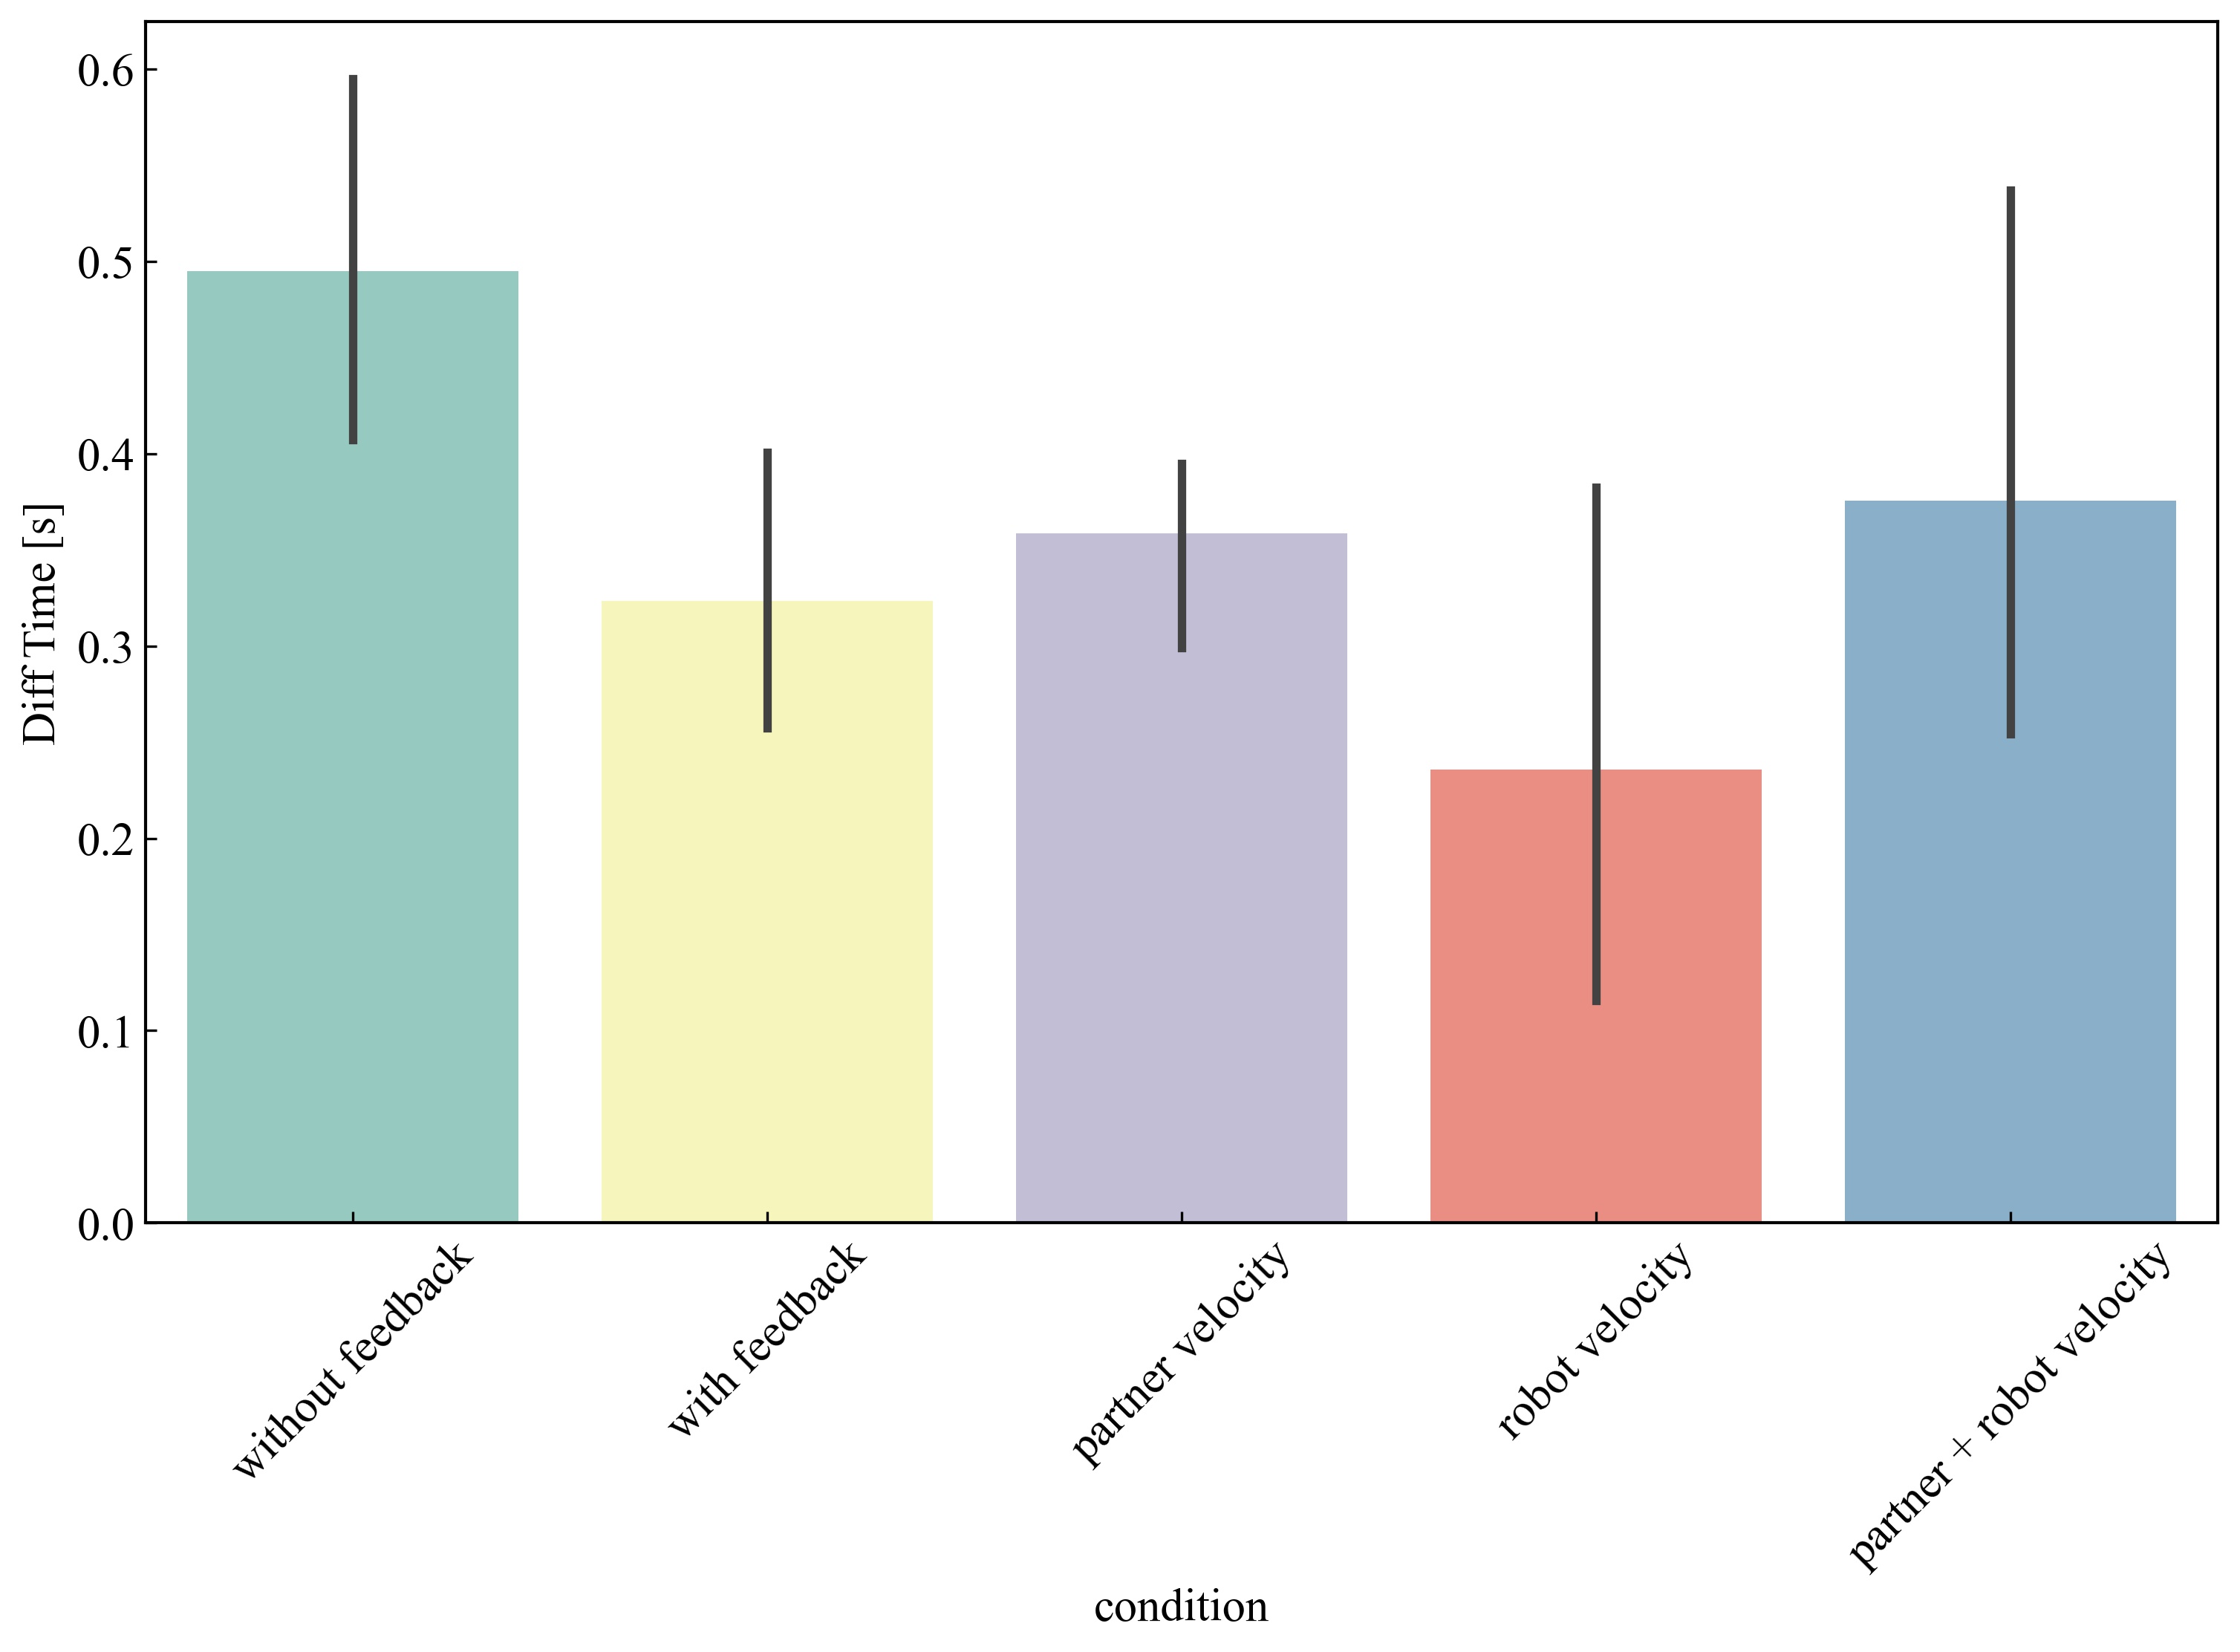 Diff Time [s]
0.6
0.5
0.4
0.3
0.2
0.1
0.0
without feedback
with feedback
partner velocity
robot velocity
partner + robot velocity
condition